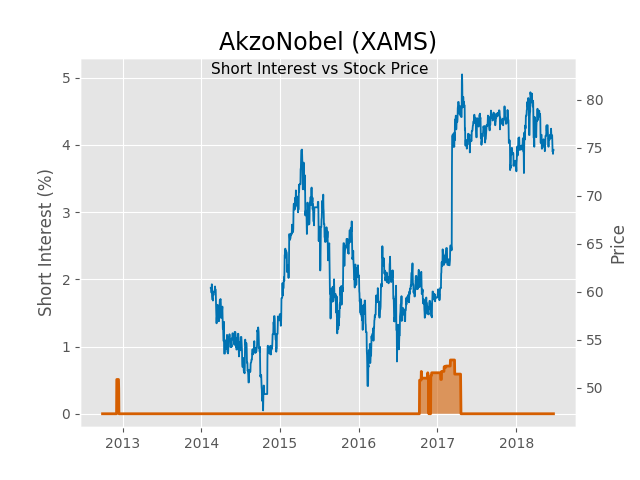 AkzoNobel (XAMS)
Short Interest vs Stock Price
Short Interest (%)
Price
5
4
3
2
1
0
80
75
70
65
60
55
50
2013 2014 2015 2016 2017 2018